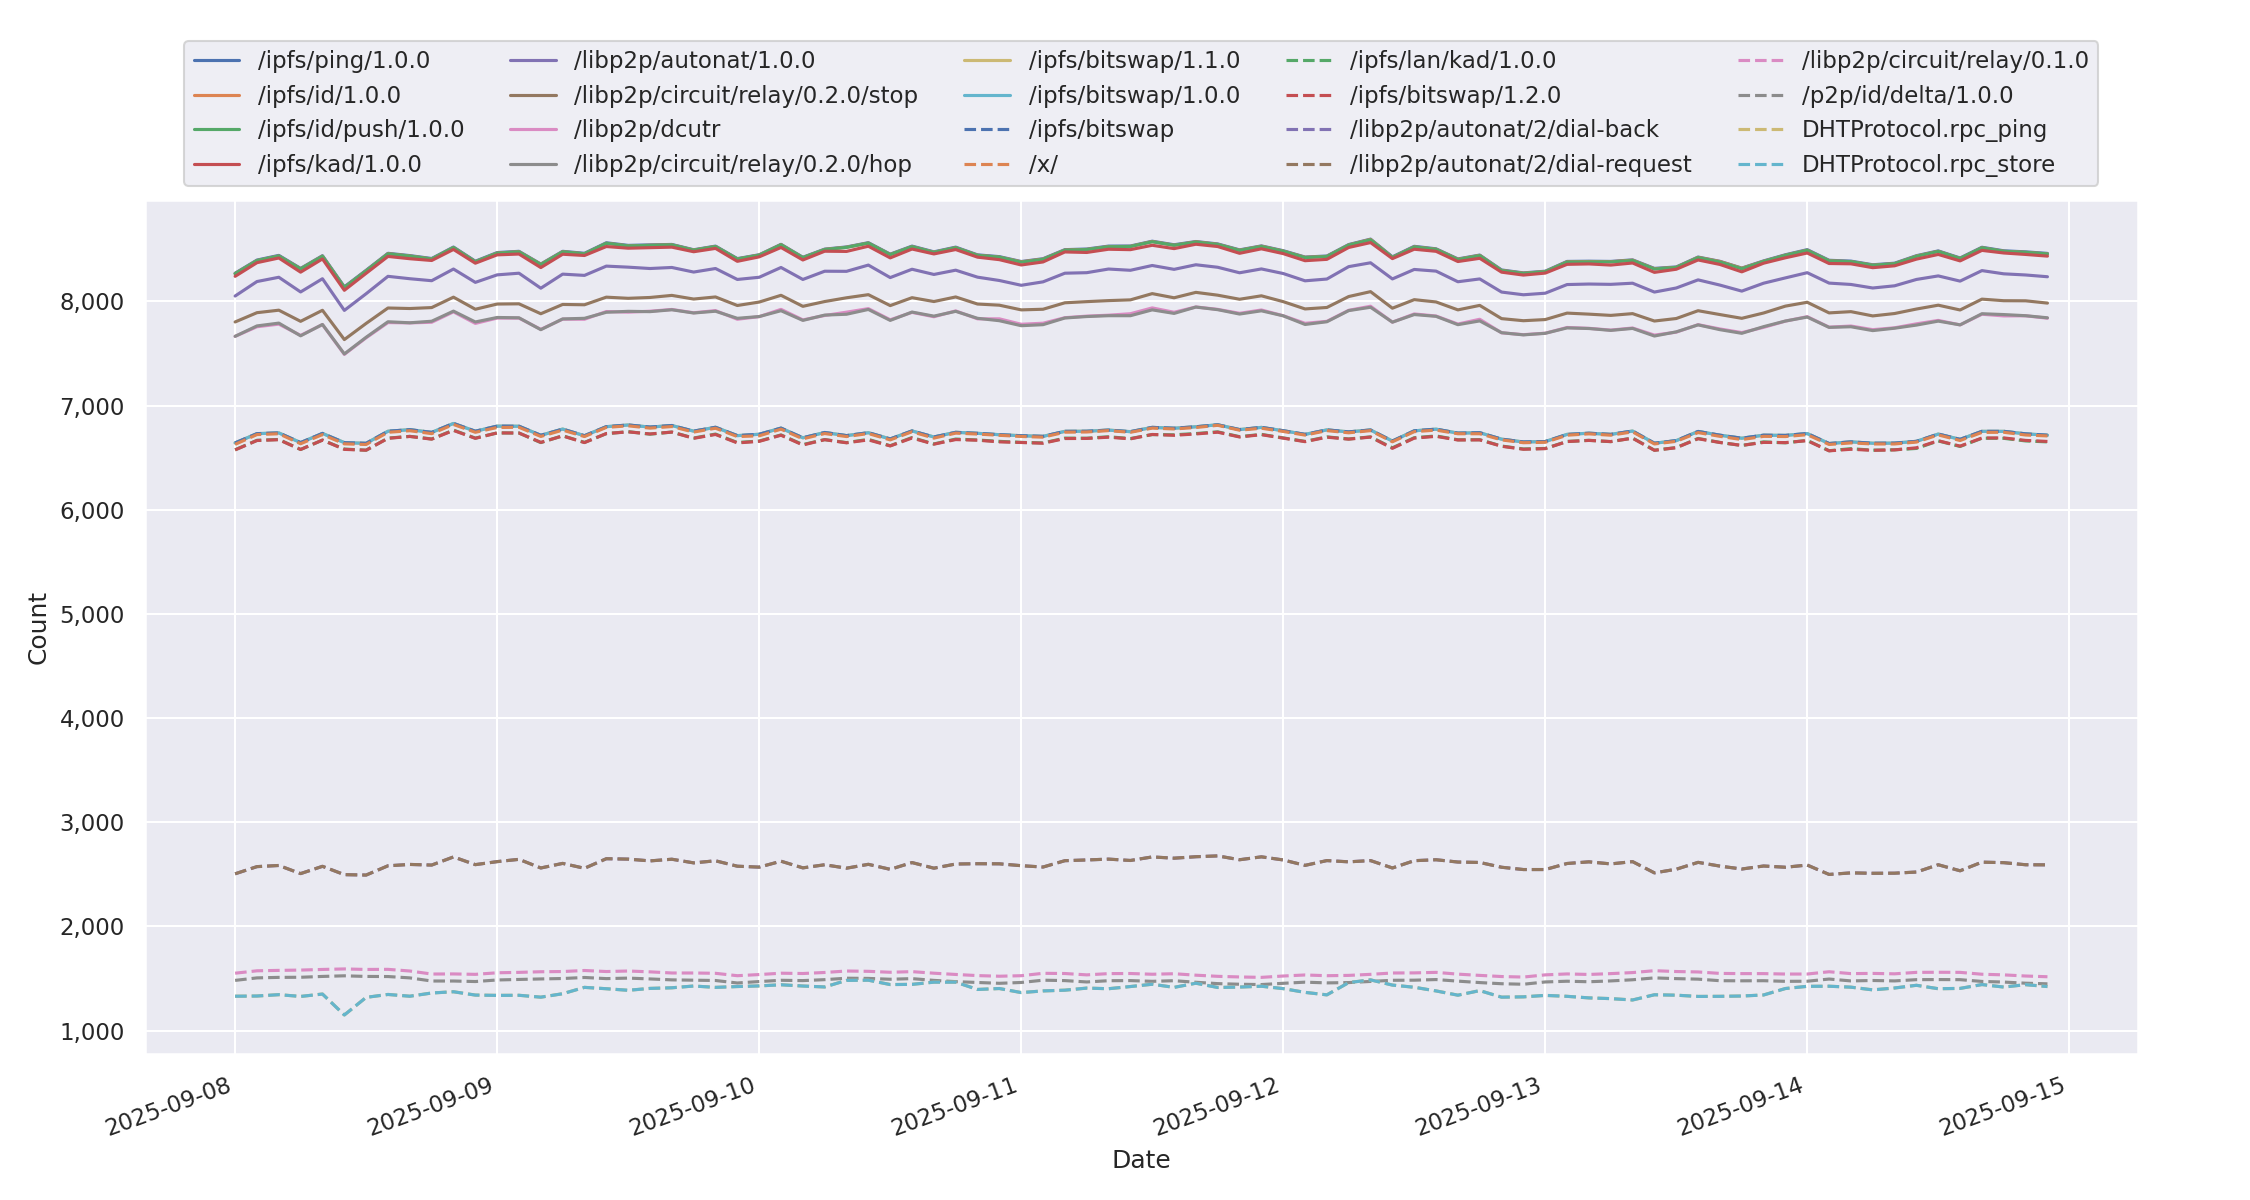 /ipfs/ping/1.0.0
/ipfs/id/1.0.0
/ipfs/id/push/1.0.0
/ipfs/kad/1.0.0
/libp2p/autonat/1.0.0
/libp2p/circuit/relay/0.2.0/stop
/libp2p/dcutr
/libp2p/circuit/relay/0.2.0/hop
/ipfs/bitswap/1.1.0
/ipfs/bitswap/1.0.0
/ipfs/bitswap
/x/
/ipfs/lan/kad/1.0.0
/ipfs/bitswap/1.2.0
/libp2p/autonat/2/dial-back
/libp2p/autonat/2/dial-request
/libp2p/circuit/relay/0.1.0
/p2p/id/delta/1.0.0
DHTProtocol.rpc_ping
DHTProtocol.rpc_store
8,000
7,000
6,000
5,000
4,000
3,000
2,000
1,000
Count
2025-09-08
2025-09-09
2025-09-10
2025-09-11
2025-09-12
2025-09-13
2025-09-14
2025-09-15
Date